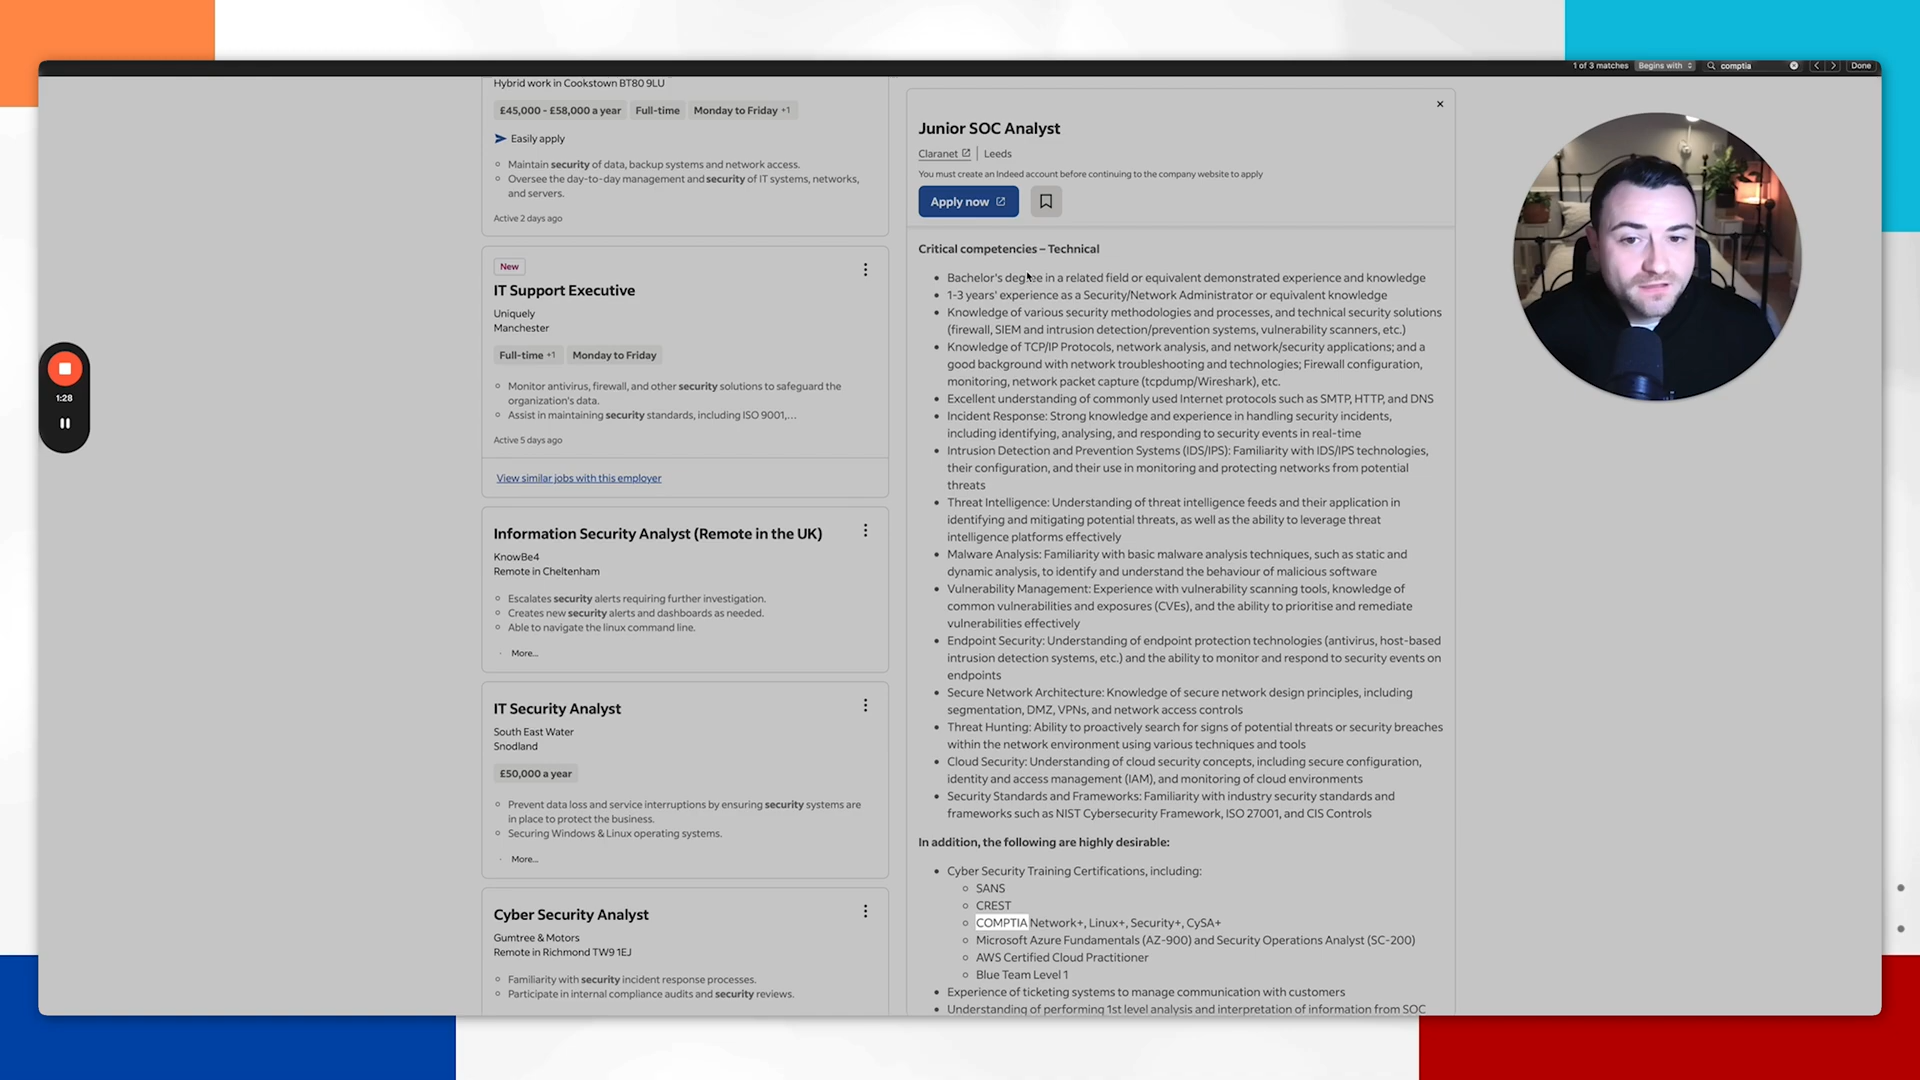 1 of 3 matches
Begins with
comptia
Done
Hybrid work in Cookstown BT80 9LU
£45,000 - £58,000 a year
Full-time
Monday to Friday +1
Easily apply
Maintain security of data, backup systems and network access.
Oversee the day-to-day management and security of IT systems, networks,
and servers.
Active 2 days ago
New
IT Support Executive
Uniquely
Manchester
Full-time +1
Monday to Friday
Monitor antivirus, firewall, and other security solutions to safeguard the
organization's data.
Assist in maintaining security standards, including ISO 9001,...
Active 5 days ago
View similar jobs with this employer
Information Security Analyst (Remote in the UK)
KnowBe4
Remote in Cheltenham
Escalates security alerts requiring further investigation.
Creates new security alerts and dashboards as needed.
Able to navigate the linux command line.
More...
IT Security Analyst
South East Water
Snodland
£50,000 a year
Prevent data loss and service interruptions by ensuring security systems are
in place to protect the business.
Securing Windows & Linux operating systems.
More...
Cyber Security Analyst
Gumtree & Motors
Remote in Richmond TW9 1EJ
Familiarity with security incident response processes.
Participate in internal compliance audits and security reviews.
Junior SOC Analyst
Claranet
Leeds
You must create an Indeed account before continuing to the company website to apply
Apply now
Critical competencies – Technical
Bachelor's degree in a related field or equivalent demonstrated experience and knowledge
1-3 years' experience as a Security/Network Administrator or equivalent knowledge
Knowledge of various security methodologies and processes, and technical security solutions
(firewall, SIEM and intrusion detection/prevention systems, vulnerability scanners, etc.)
Knowledge of TCP/IP Protocols, network analysis, and network/security applications; and a
good background with network troubleshooting and technologies; Firewall configuration,
monitoring, network packet capture (tcpdump/Wireshark), etc.
Excellent understanding of commonly used Internet protocols such as SMTP, HTTP, and DNS
Incident Response: Strong knowledge and experience in handling security incidents,
including identifying, analysing, and responding to security events in real-time
Intrusion Detection and Prevention Systems (IDS/IPS): Familiarity with IDS/IPS technologies,
their configuration, and their use in monitoring and protecting networks from potential
threats
Threat Intelligence: Understanding of threat intelligence feeds and their application in
identifying and mitigating potential threats, as well as the ability to leverage threat
intelligence platforms effectively
Malware Analysis: Familiarity with basic malware analysis techniques, such as static and
dynamic analysis, to identify and understand the behaviour of malicious software
Vulnerability Management: Experience with vulnerability scanning tools, knowledge of
common vulnerabilities and exposures (CVEs), and the ability to prioritise and remediate
vulnerabilities effectively
Endpoint Security: Understanding of endpoint protection technologies (antivirus, host-based
intrusion detection systems, etc.) and the ability to monitor and respond to security events on
endpoints
Secure Network Architecture: Knowledge of secure network design principles, including
segmentation, DMZ, VPNs, and network access controls
Threat Hunting: Ability to proactively search for signs of potential threats or security breaches
within the network environment using various techniques and tools
Cloud Security: Understanding of cloud security concepts, including secure configuration,
identity and access management (IAM), and monitoring of cloud environments
Security Standards and Frameworks: Familiarity with industry security standards and
frameworks such as NIST Cybersecurity Framework, ISO 27001, and CIS Controls
In addition, the following are highly desirable:
Cyber Security Training Certifications, including:
SANS
CREST
COMPTIA Network+, Linux+, Security+, CySA+
Microsoft Azure Fundamentals (AZ-900) and Security Operations Analyst (SC-200)
AWS Certified Cloud Practitioner
Blue Team Level 1
Experience of ticketing systems to manage communication with customers
Understanding of performing 1st level analysis and interpretation of information from SOC
1:28